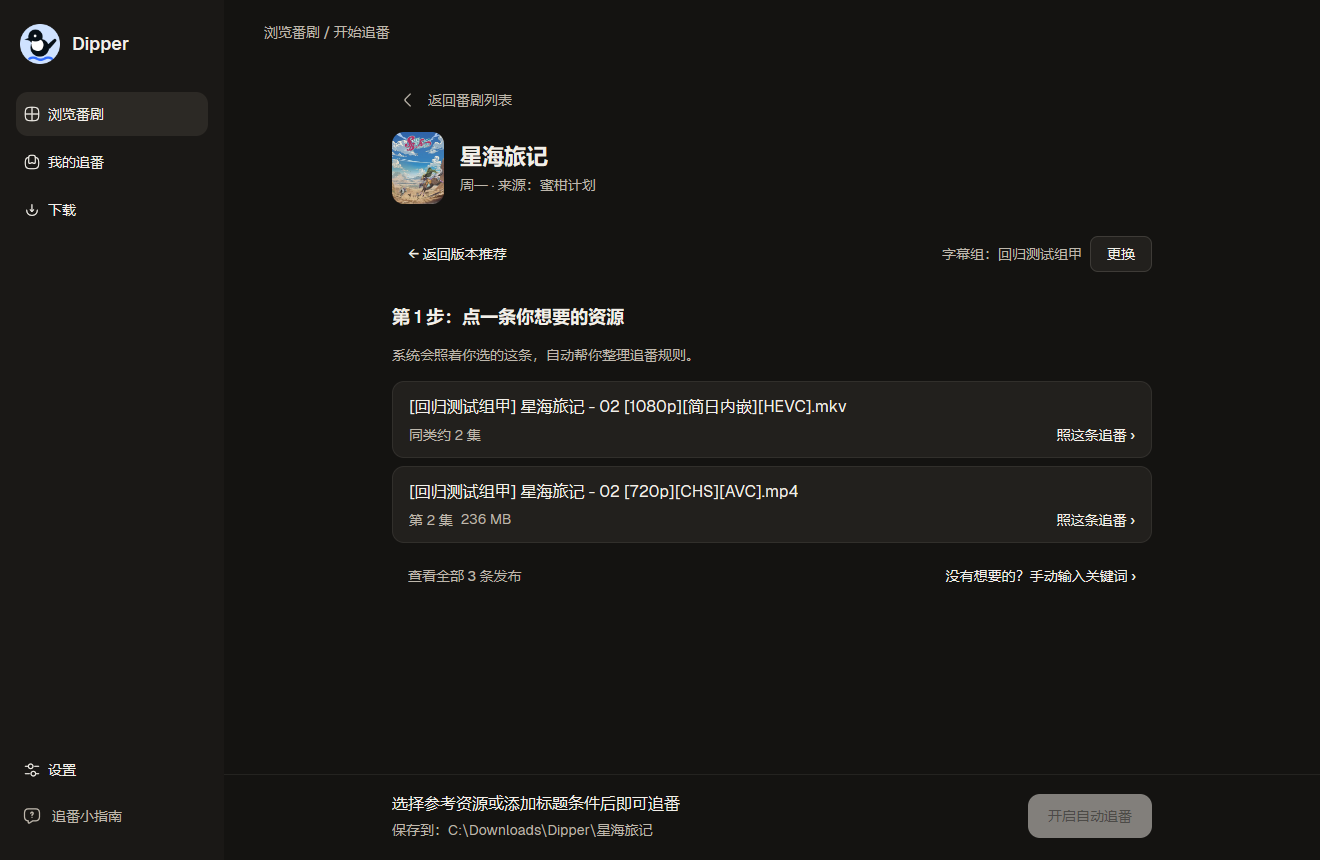 Dipper
浏览番剧
我的追番
下载
设置
追番小指南
浏览番剧 / 开始追番
返回番剧列表
星海旅记
周一 · 来源：蜜柑计划
← 返回版本推荐
字幕组：回归测试组甲
更换
第 1 步：点一条你想要的资源
系统会照着你选的这条，自动帮你整理追番规则。
[回归测试组甲] 星海旅记 - 02 [1080p][简日内嵌][HEVC].mkv
同类约 2 集
照这条追番 ›
[回归测试组甲] 星海旅记 - 02 [720p][CHS][AVC].mp4
第 2 集 236 MB
照这条追番 ›
查看全部 3 条发布
没有想要的？手动输入关键词 ›
选择参考资源或添加标题条件后即可追番
保存到：C:\Downloads\Dipper\星海旅记
开启自动追番